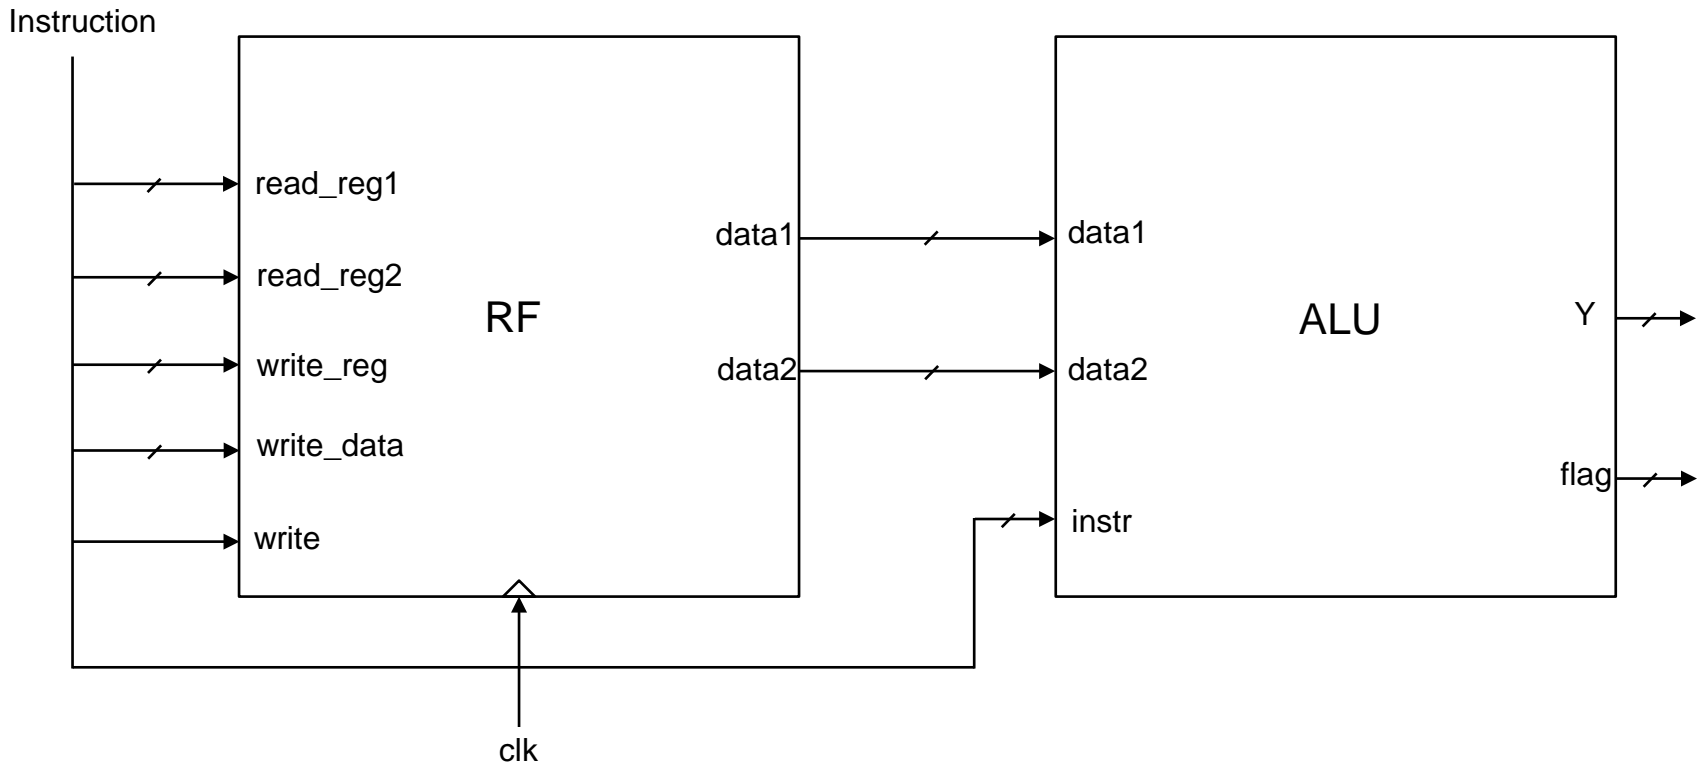 Instruction
read_reg1
read_reg2
write_reg
write_data
write
RF
data1
data2
clk
data1
data2
instr
ALU
Y
flag